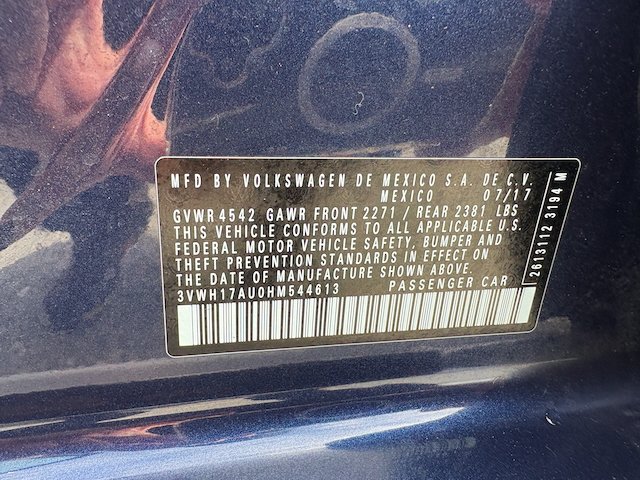 MFD BY VOLKSWAGEN DE MEXICO S.A. DE C.V.
MEXICO 07/17
GVWR 4542 GAWR FRONT 2271 / REAR 2381 LBS
THIS VEHICLE CONFORMS TO ALL APPLICABLE U.S.
FEDERAL MOTOR VEHICLE SAFETY, BUMPER AND
THEFT PREVENTION STANDARDS IN EFFECT ON
THE DATE OF MANUFACTURE SHOWN ABOVE.
3VWH17AU0HM544613 PASSENGER CAR
2613112 3194 M